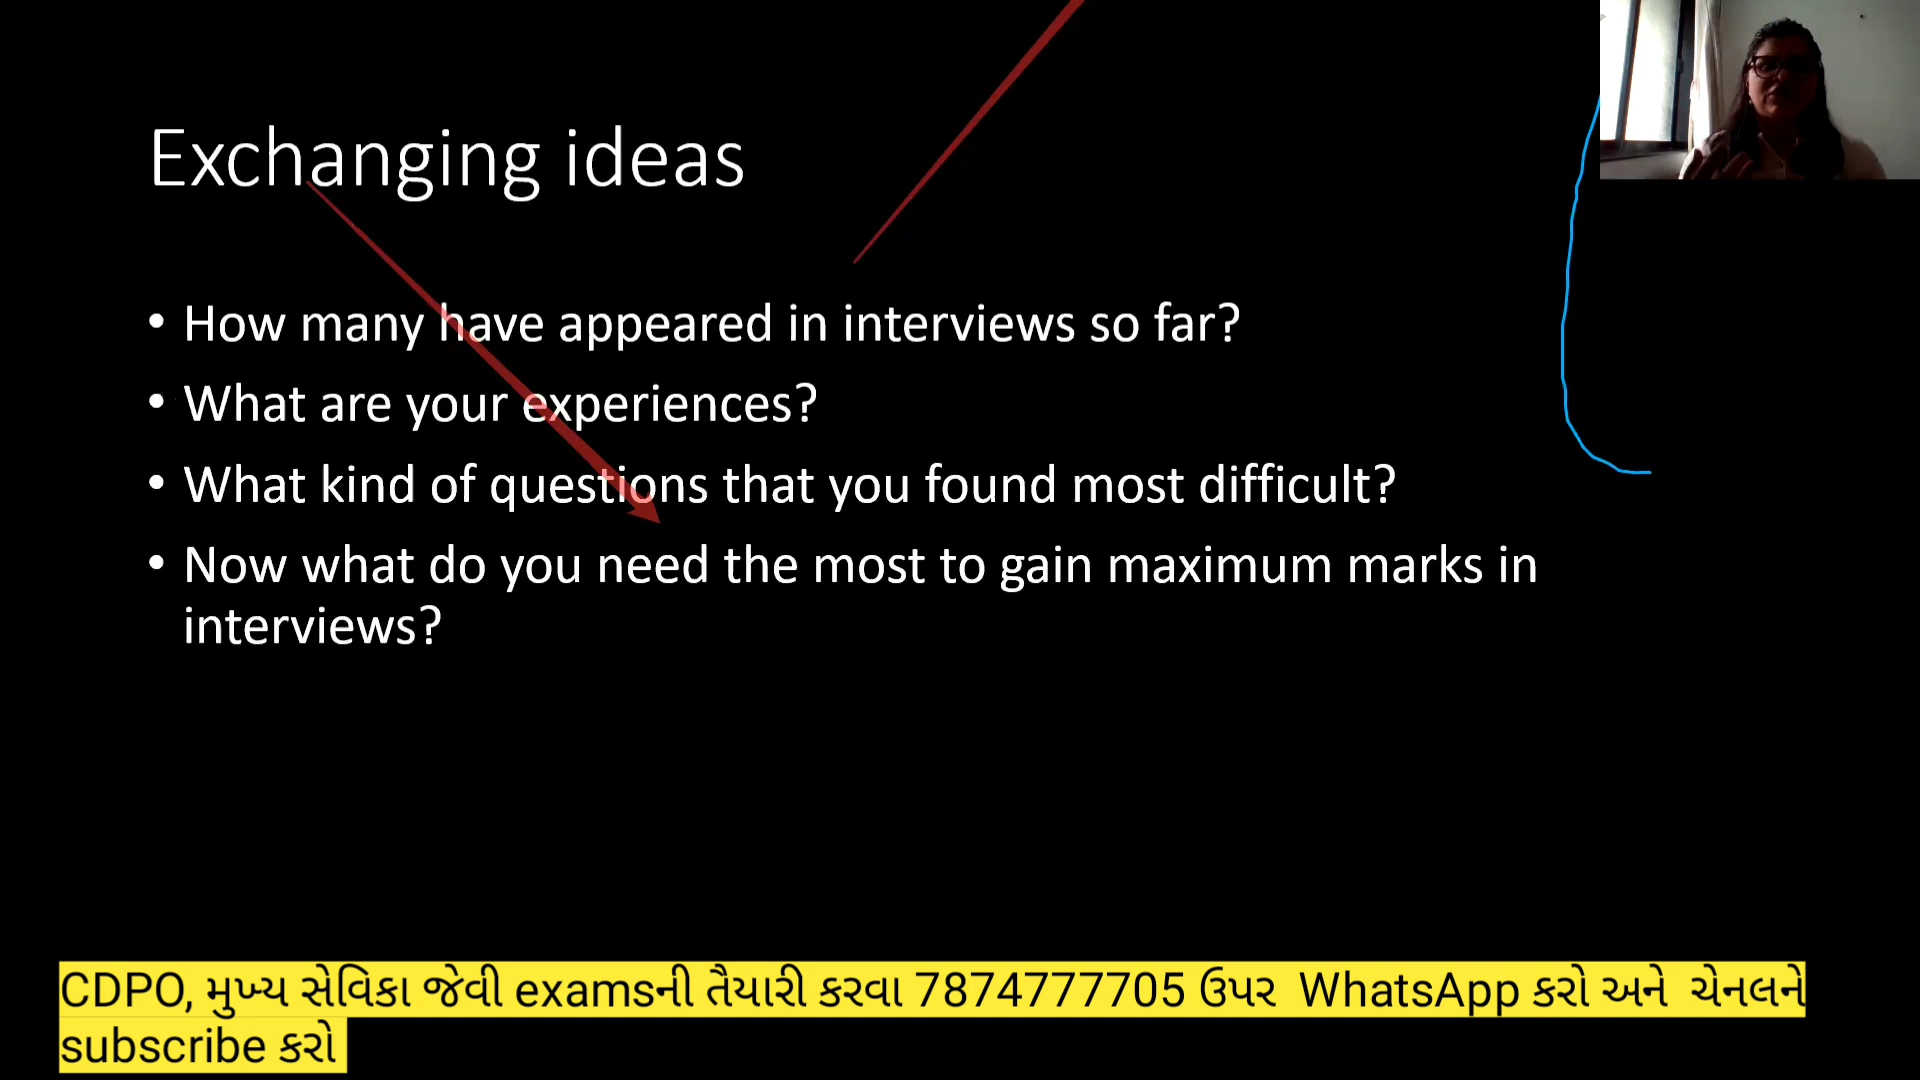 Exchanging ideas
• How many have appeared in interviews so far?
• What are your experiences?
• What kind of questions that you found most difficult?
• Now what do you need the most to gain maximum marks in
interviews?
CDPO, મુખ્ય સેવિકા જેવી examsની તૈયારી કરવા 7874777705 ઉપર WhatsApp કરો અને ચેનલને
subscribe કરો